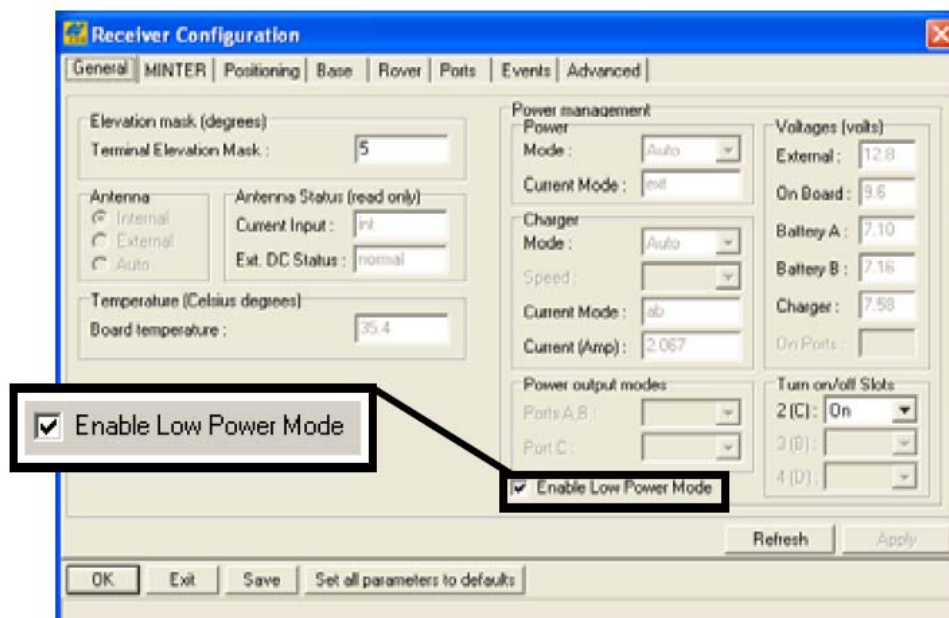 Receiver Configuration
General MINTER Positioning Base Rover Ports Events Advanced
Elevation mask (degrees)
Terminal Elevation Mask : 5
Antenna
Internal
External
Auto
Antenna Status (read only)
Current Input : int
Ext. DC Status : normal
Temperature (Celsius degrees)
Board temperature : 35.4
Power management
Power
Mode : Auto
Current Mode : ext
Charger
Mode : Auto
Speed :
Current Mode : ab
Current (Amp) : 2.067
Power output modes
Ports A,B :
Port C :
Enable Low Power Mode
Voltages (volts)
External : 12.8
On Board : 9.6
Battery A : 7.10
Battery B : 7.16
Charger : 7.58
On Ports :
Turn on/off Slots
2 (C) : On
3 (B) :
4 (D) :
Enable Low Power Mode
Refresh Apply
OK Exit Save Set all parameters to defaults